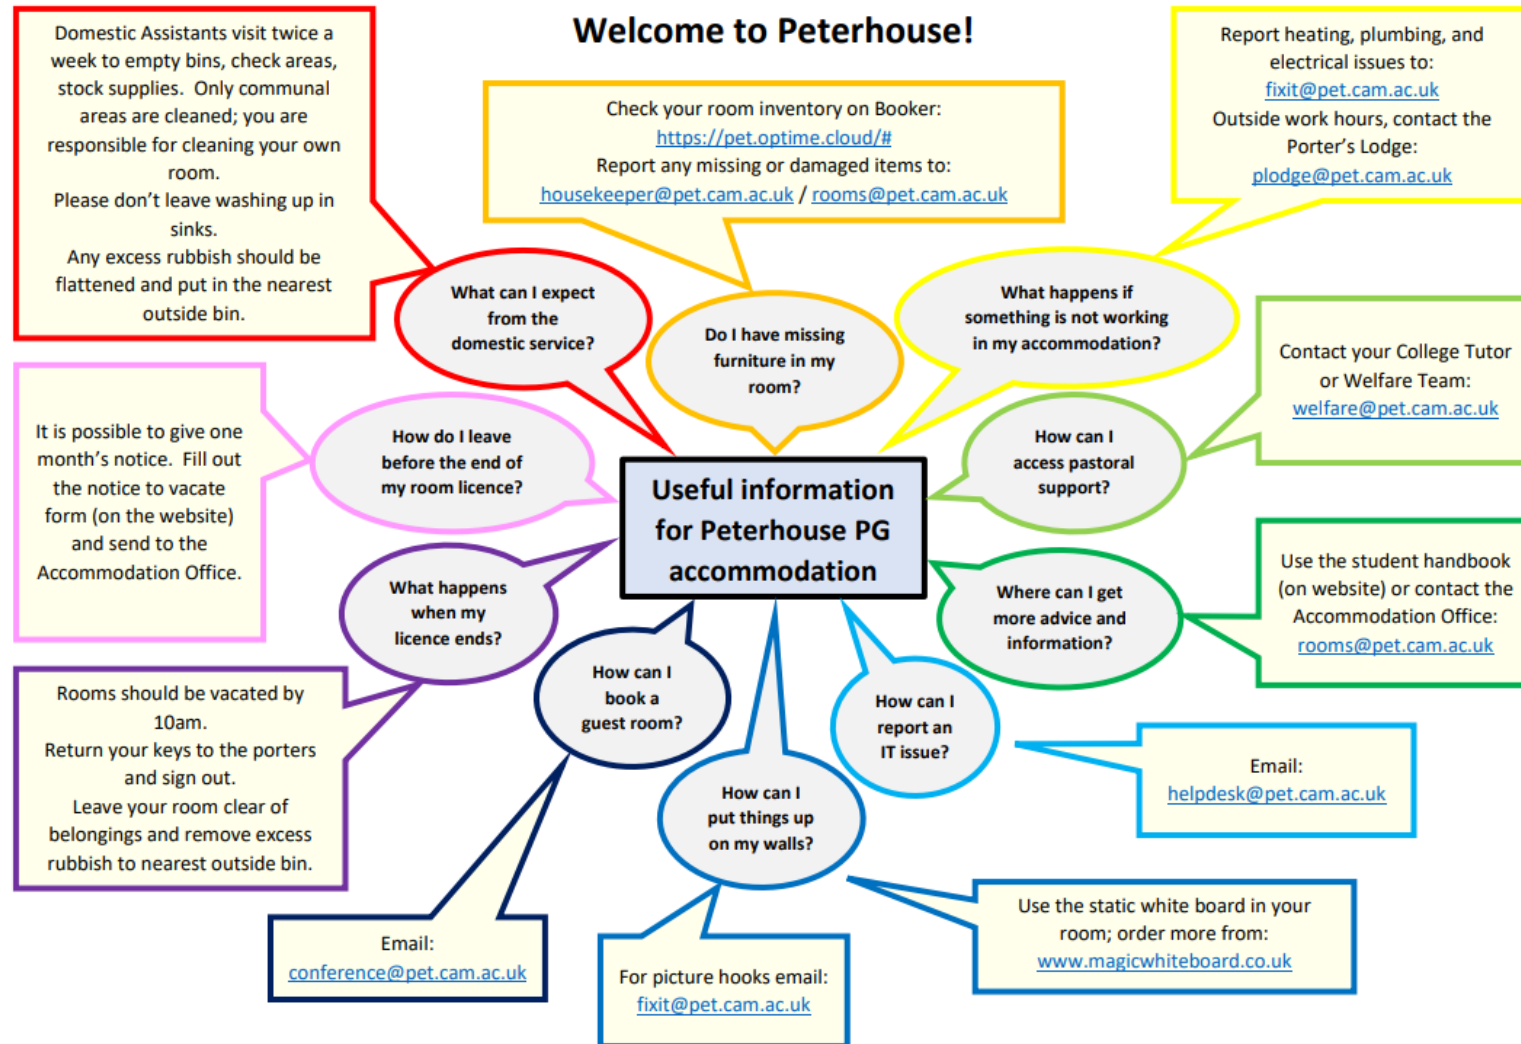 Welcome to Peterhouse!
Domestic Assistants visit twice a
week to empty bins, check areas,
stock supplies.  Only communal
areas are cleaned; you are
responsible for cleaning your own
room.
Please don’t leave washing up in
sinks.
Any excess rubbish should be
flattened and put in the nearest
outside bin.
What can I expect
from the
domestic service?
Check your room inventory on Booker:
https://pet.optime.cloud/#
Report any missing or damaged items to:
housekeeper@pet.cam.ac.uk / rooms@pet.cam.ac.uk
Do I have missing
furniture in my
room?
Report heating, plumbing, and
electrical issues to:
fixit@pet.cam.ac.uk
Outside work hours, contact the
Porter’s Lodge:
plodge@pet.cam.ac.uk
What happens if
something is not working
in my accommodation?
Contact your College Tutor
or Welfare Team:
welfare@pet.cam.ac.uk
How can I
access pastoral
support?
It is possible to give one
month’s notice.  Fill out
the notice to vacate
form (on the website)
and send to the
Accommodation Office.
How do I leave
before the end of
my room licence?
Useful information
for Peterhouse PG
accommodation
Use the student handbook
(on website) or contact the
Accommodation Office:
rooms@pet.cam.ac.uk
Where can I get
more advice and
information?
What happens
when my
licence ends?
Rooms should be vacated by
10am.
Return your keys to the porters
and sign out.
Leave your room clear of
belongings and remove excess
rubbish to nearest outside bin.
How can I
book a
guest room?
Email:
conference@pet.cam.ac.uk
How can I
put things up
on my walls?
For picture hooks email:
fixit@pet.cam.ac.uk
Use the static white board in your
room; order more from:
www.magicwhiteboard.co.uk
How can I
report an
IT issue?
Email:
helpdesk@pet.cam.ac.uk